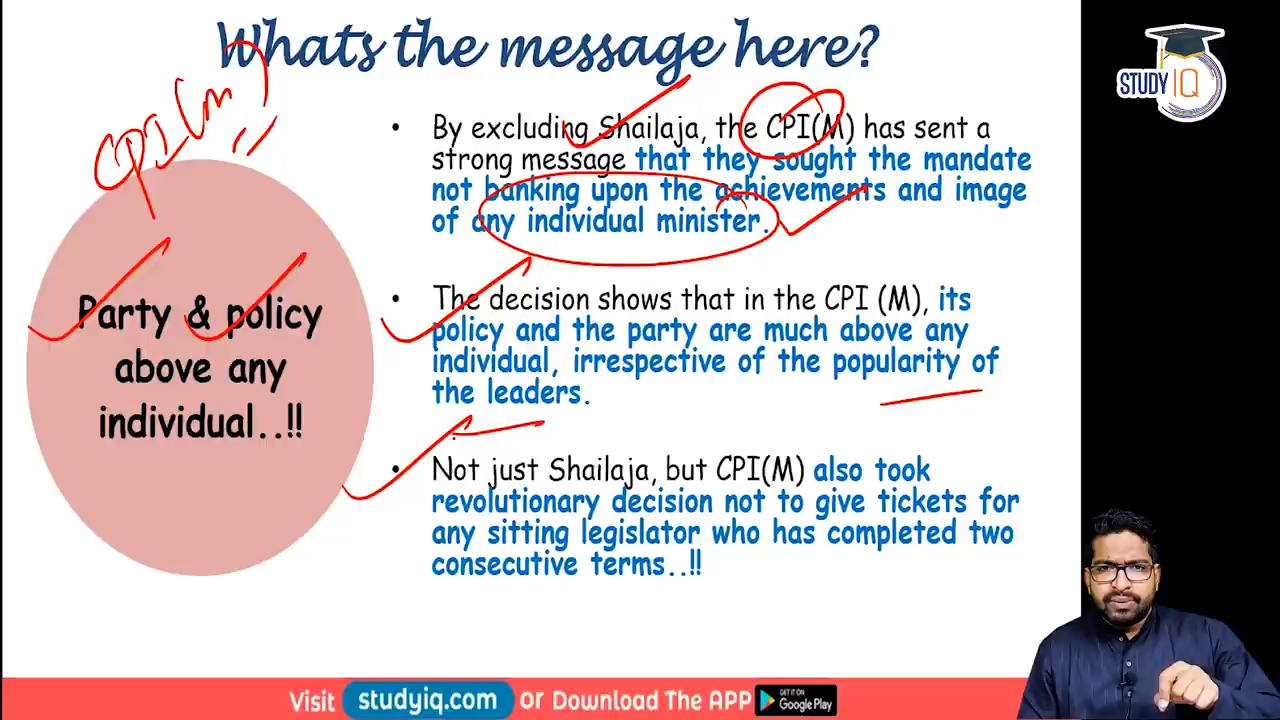 Whats the message here?
STUDY IQ
CPI(M)
• By excluding Shailaja, the CPI(M) has sent a
strong message that they sought the mandate
not banking upon the achievements and image
of any individual minister.
Party & policy
above any
individual..!!
• The decision shows that in the CPI (M), its
policy and the party are much above any
individual, irrespective of the popularity of
the leaders.
• Not just Shailaja, but CPI(M) also took
revolutionary decision not to give tickets for
any sitting legislator who has completed two
consecutive terms..!!
Visit studyiq.com or Download The APP GET IT ON Google Play